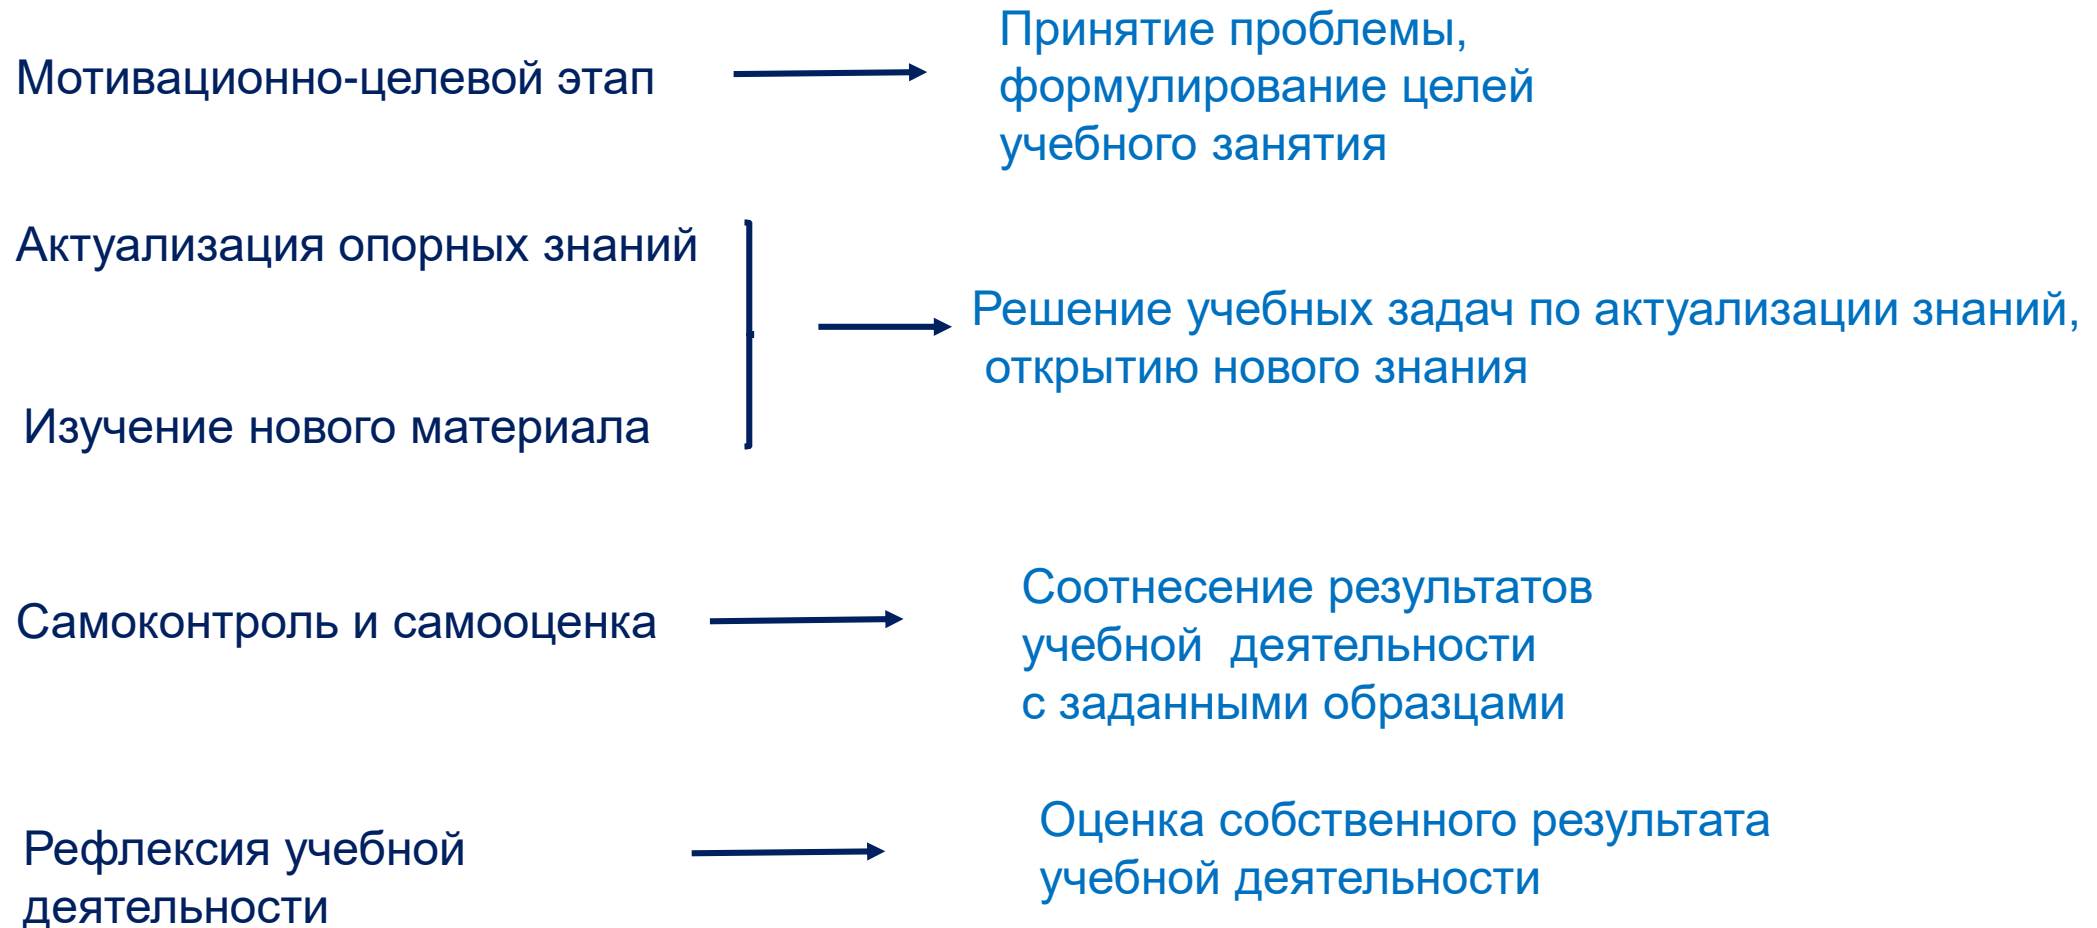 Мотивационно-целевой этап
Принятие проблемы,
формулирование целей
учебного занятия
Актуализация опорных знаний
Изучение нового материала
Решение учебных задач по актуализации знаний,
открытию нового знания
Самоконтроль и самооценка
Соотнесение результатов
учебной  деятельности
с заданными образцами
Рефлексия учебной
деятельности
Оценка собственного результата
учебной деятельности